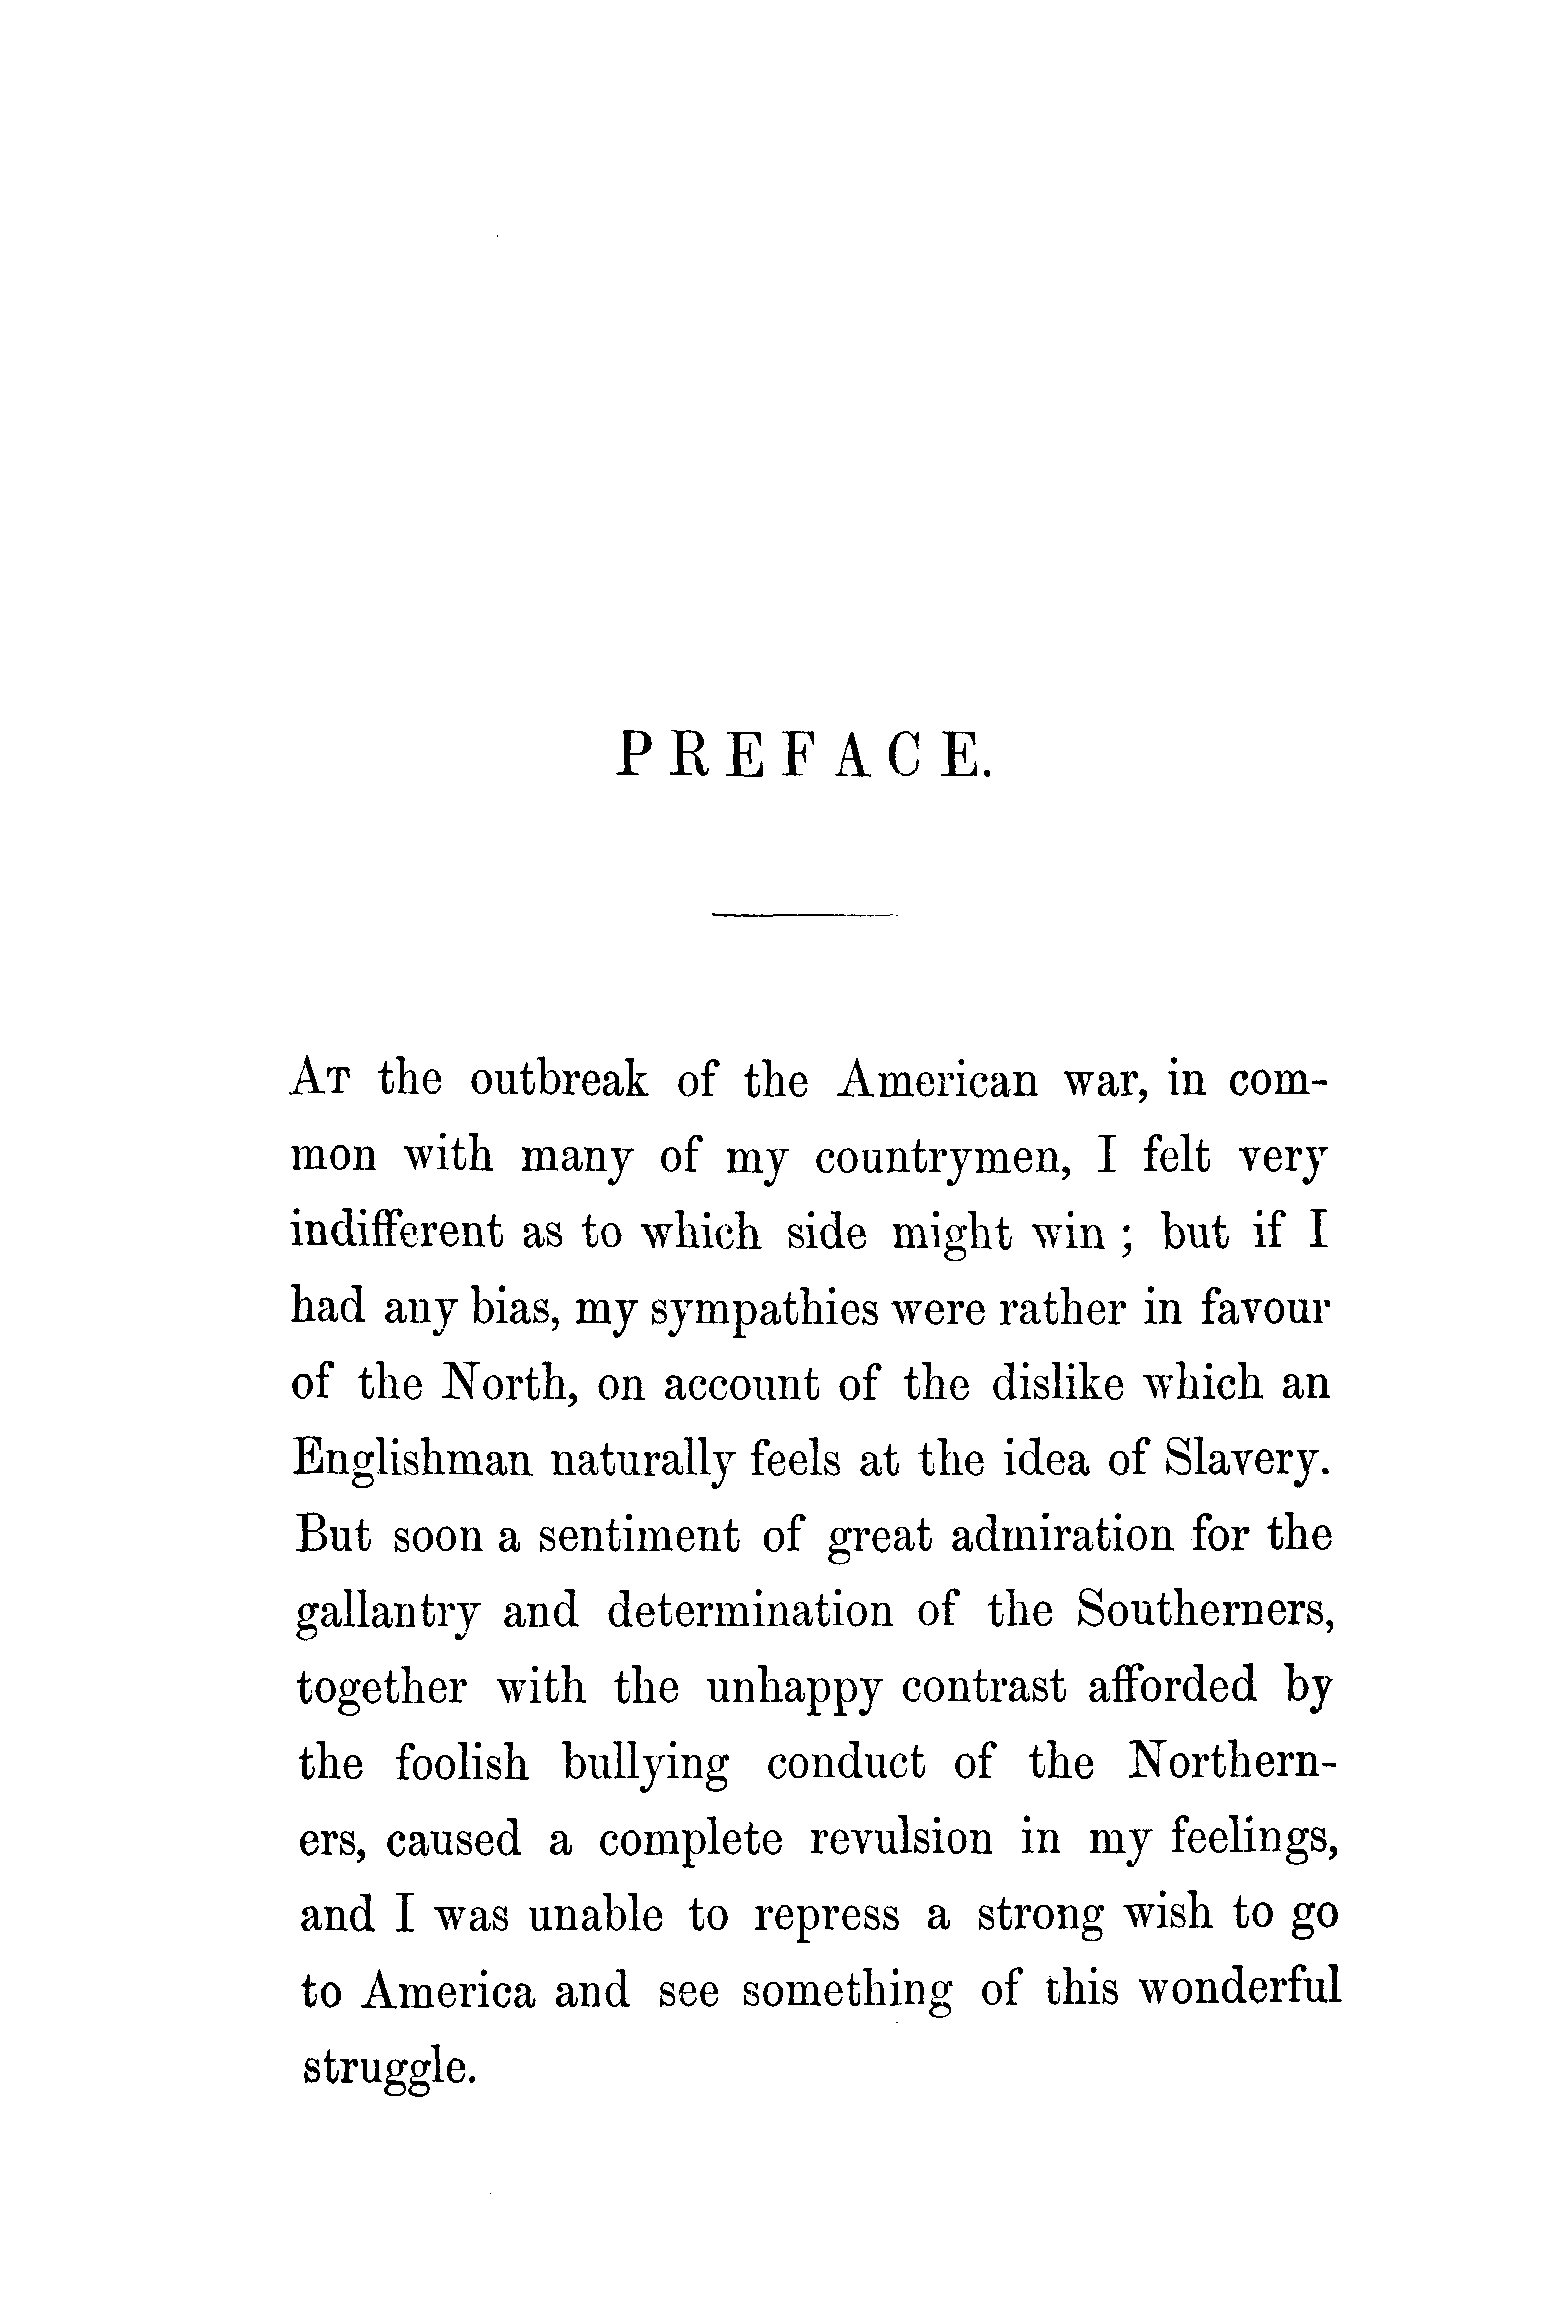 PREFACE.
AT the outbreak of the American war, in com-
mon with many of my countrymen, I felt very
indifferent as to which side might win ; but if I
had any bias, my sympathies were rather in favour
of the North, on account of the dislike which an
Englishman naturally feels at the idea of Slavery.
But soon a sentiment of great admiration for the
gallantry and determination of the Southerners,
together with the unhappy contrast afforded by
the foolish bullying conduct of the Northern-
ers, caused a complete revulsion in my feelings,
and I was unable to repress a strong wish to go
to America and see something of this wonderful
struggle.